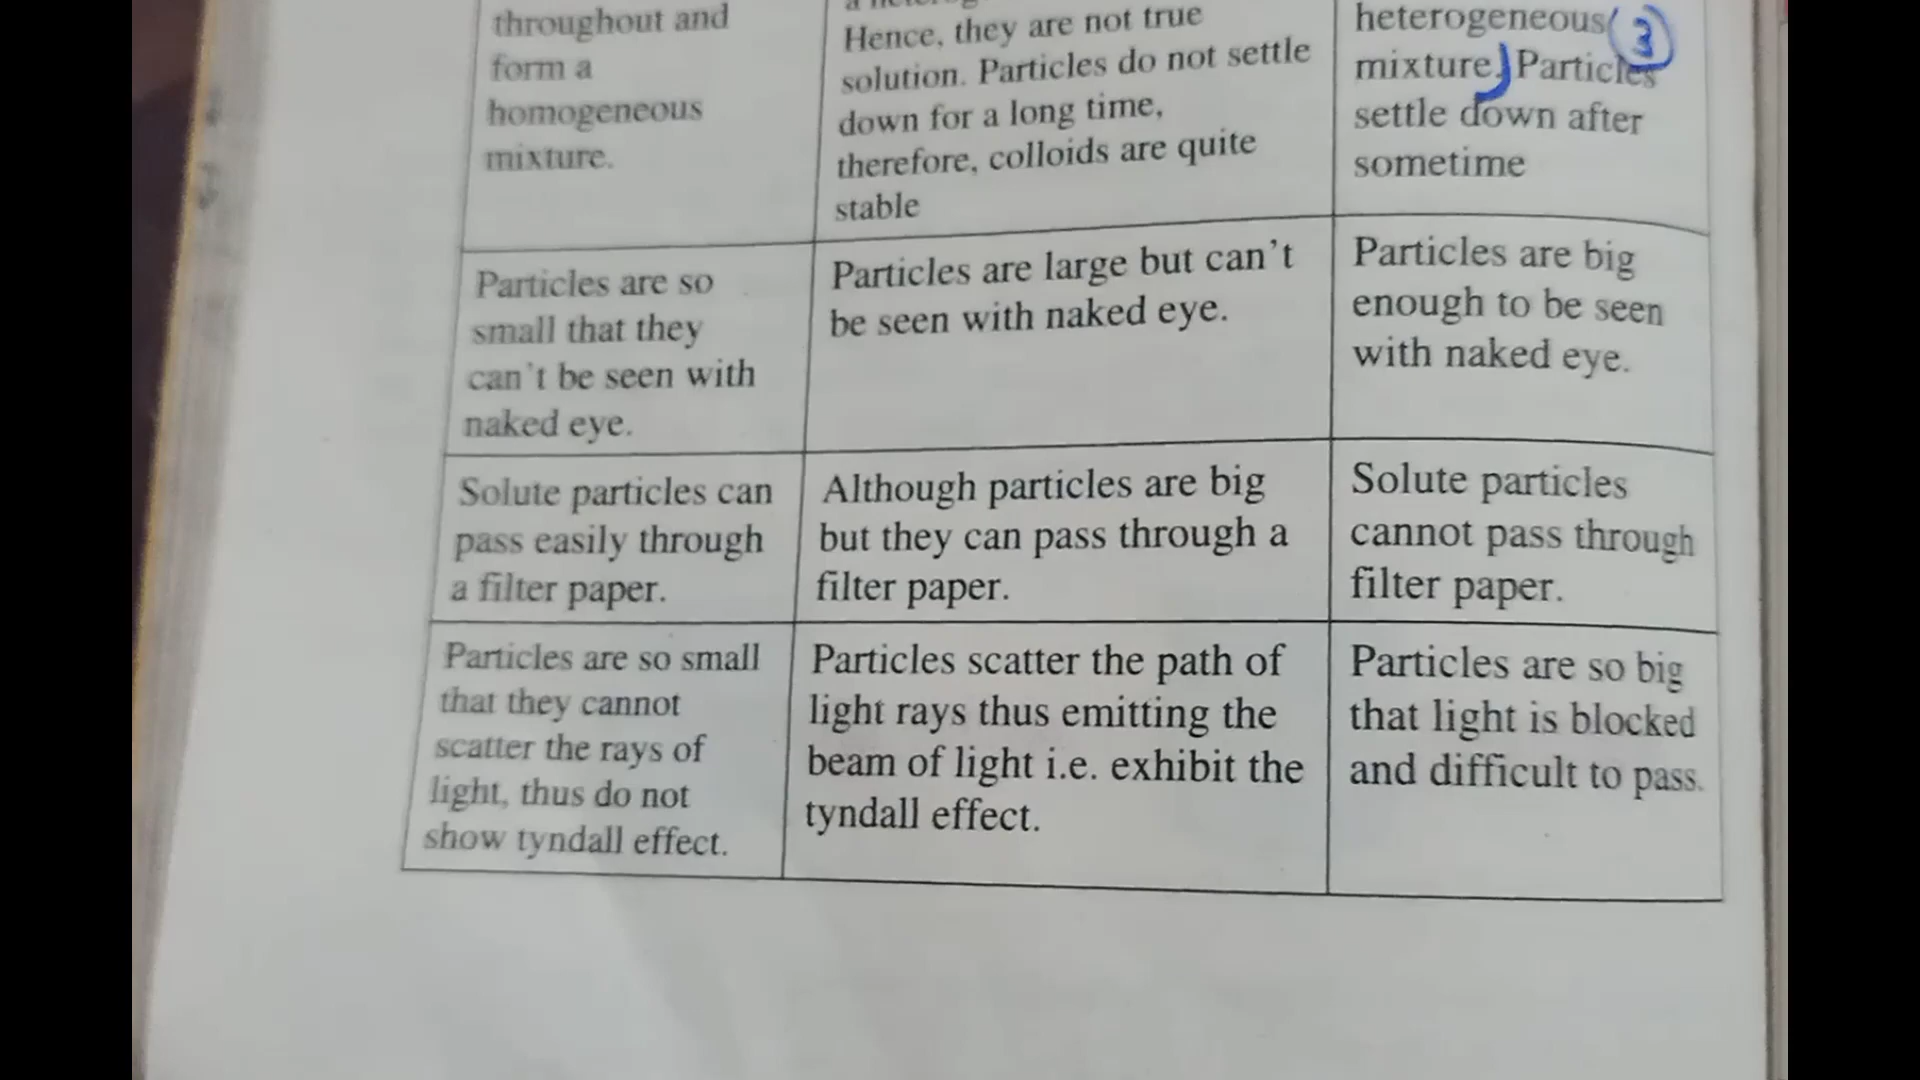 throughout and
form a
homogeneous
mixture.
Hence, they are not true
solution. Particles do not settle
down for a long time,
therefore, colloids are quite
stable
heterogeneous
3
mixture. Particles
settle down after
sometime
Particles are so
small that they
can't be seen with
naked eye.
Particles are large but can't
be seen with naked eye.
Particles are big
enough to be seen
with naked eye.
Solute particles can
pass easily through
a filter paper.
Although particles are big
but they can pass through a
filter paper.
Solute particles
cannot pass through
filter paper.
Particles are so small
that they cannot
scatter the rays of
light, thus do not
show tyndall effect.
Particles scatter the path of
light rays thus emitting the
beam of light i.e. exhibit the
tyndall effect.
Particles are so big
that light is blocked
and difficult to pass.